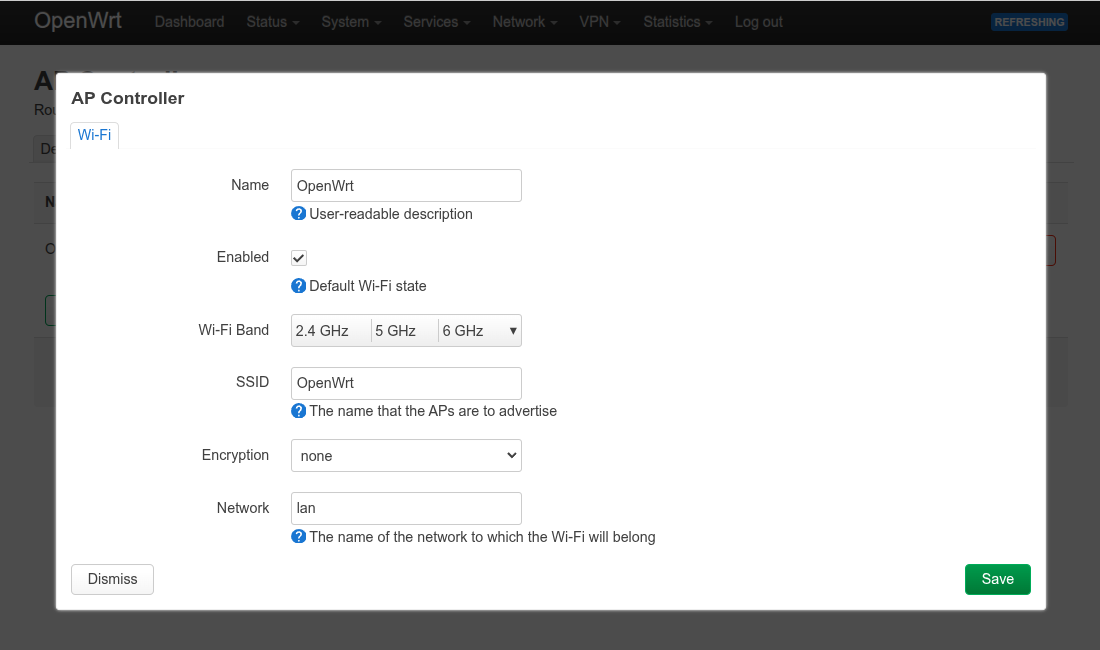 OpenWrt Dashboard Status System Services Network VPN Statistics Log out REFRESHING
AP Controller
Wi-Fi
Name OpenWrt
? User-readable description
Enabled
? Default Wi-Fi state
Wi-Fi Band 2.4 GHz 5 GHz 6 GHz
SSID OpenWrt
? The name that the APs are to advertise
Encryption none
Network lan
? The name of the network to which the Wi-Fi will belong
Dismiss Save